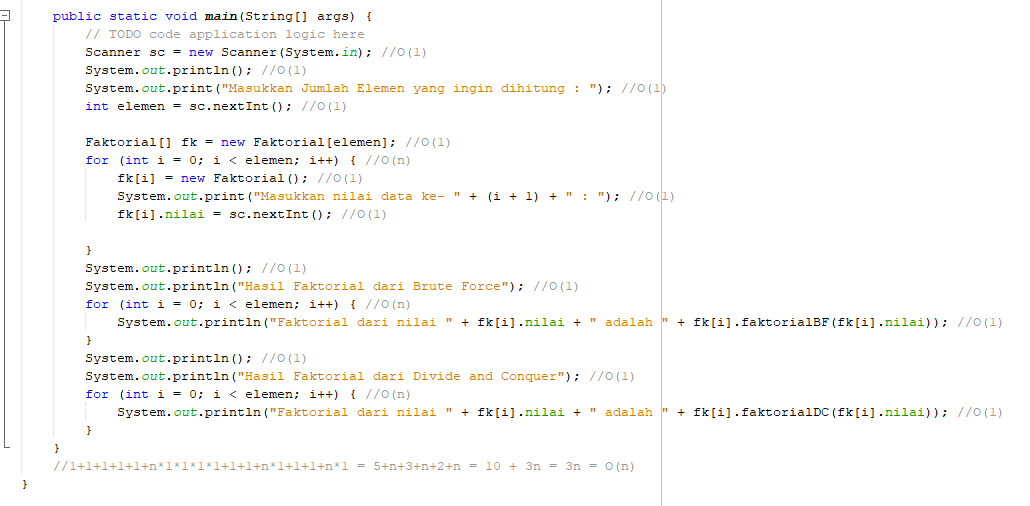 public static void main(String[] args) {
// TODO code application logic here
Scanner sc = new Scanner(System.in); //O(1)
System.out.println(); //O(1)
System.out.print("Masukkan Jumlah Elemen yang ingin dihitung : "); //O(1)
int elemen = sc.nextInt(); //O(1)
Faktorial[] fk = new Faktorial[elemen]; //O(1)
for (int i = 0; i < elemen; i++) { //O(n)
fk[i] = new Faktorial(); //O(1)
System.out.print("Masukkan nilai data ke- " + (i + 1) + " : "); //O(1)
fk[i].nilai = sc.nextInt(); //O(1)
}
System.out.println(); //O(1)
System.out.println("Hasil Faktorial dari Brute Force"); //O(1)
for (int i = 0; i < elemen; i++) { //O(n)
System.out.println("Faktorial dari nilai " + fk[i].nilai + " adalah " + fk[i].faktorialBF(fk[i].nilai)); //O(1)
}
System.out.println(); //O(1)
System.out.println("Hasil Faktorial dari Divide and Conquer"); //O(1)
for (int i = 0; i < elemen; i++) { //O(n)
System.out.println("Faktorial dari nilai " + fk[i].nilai + " adalah " + fk[i].faktorialDC(fk[i].nilai)); //O(1)
}
}
//1+1+1+1+1+n*1*1*1*1+1+1+n*1+1+1+n*1 = 5+n+3+n+2+n = 10 + 3n = 3n = O(n)
}